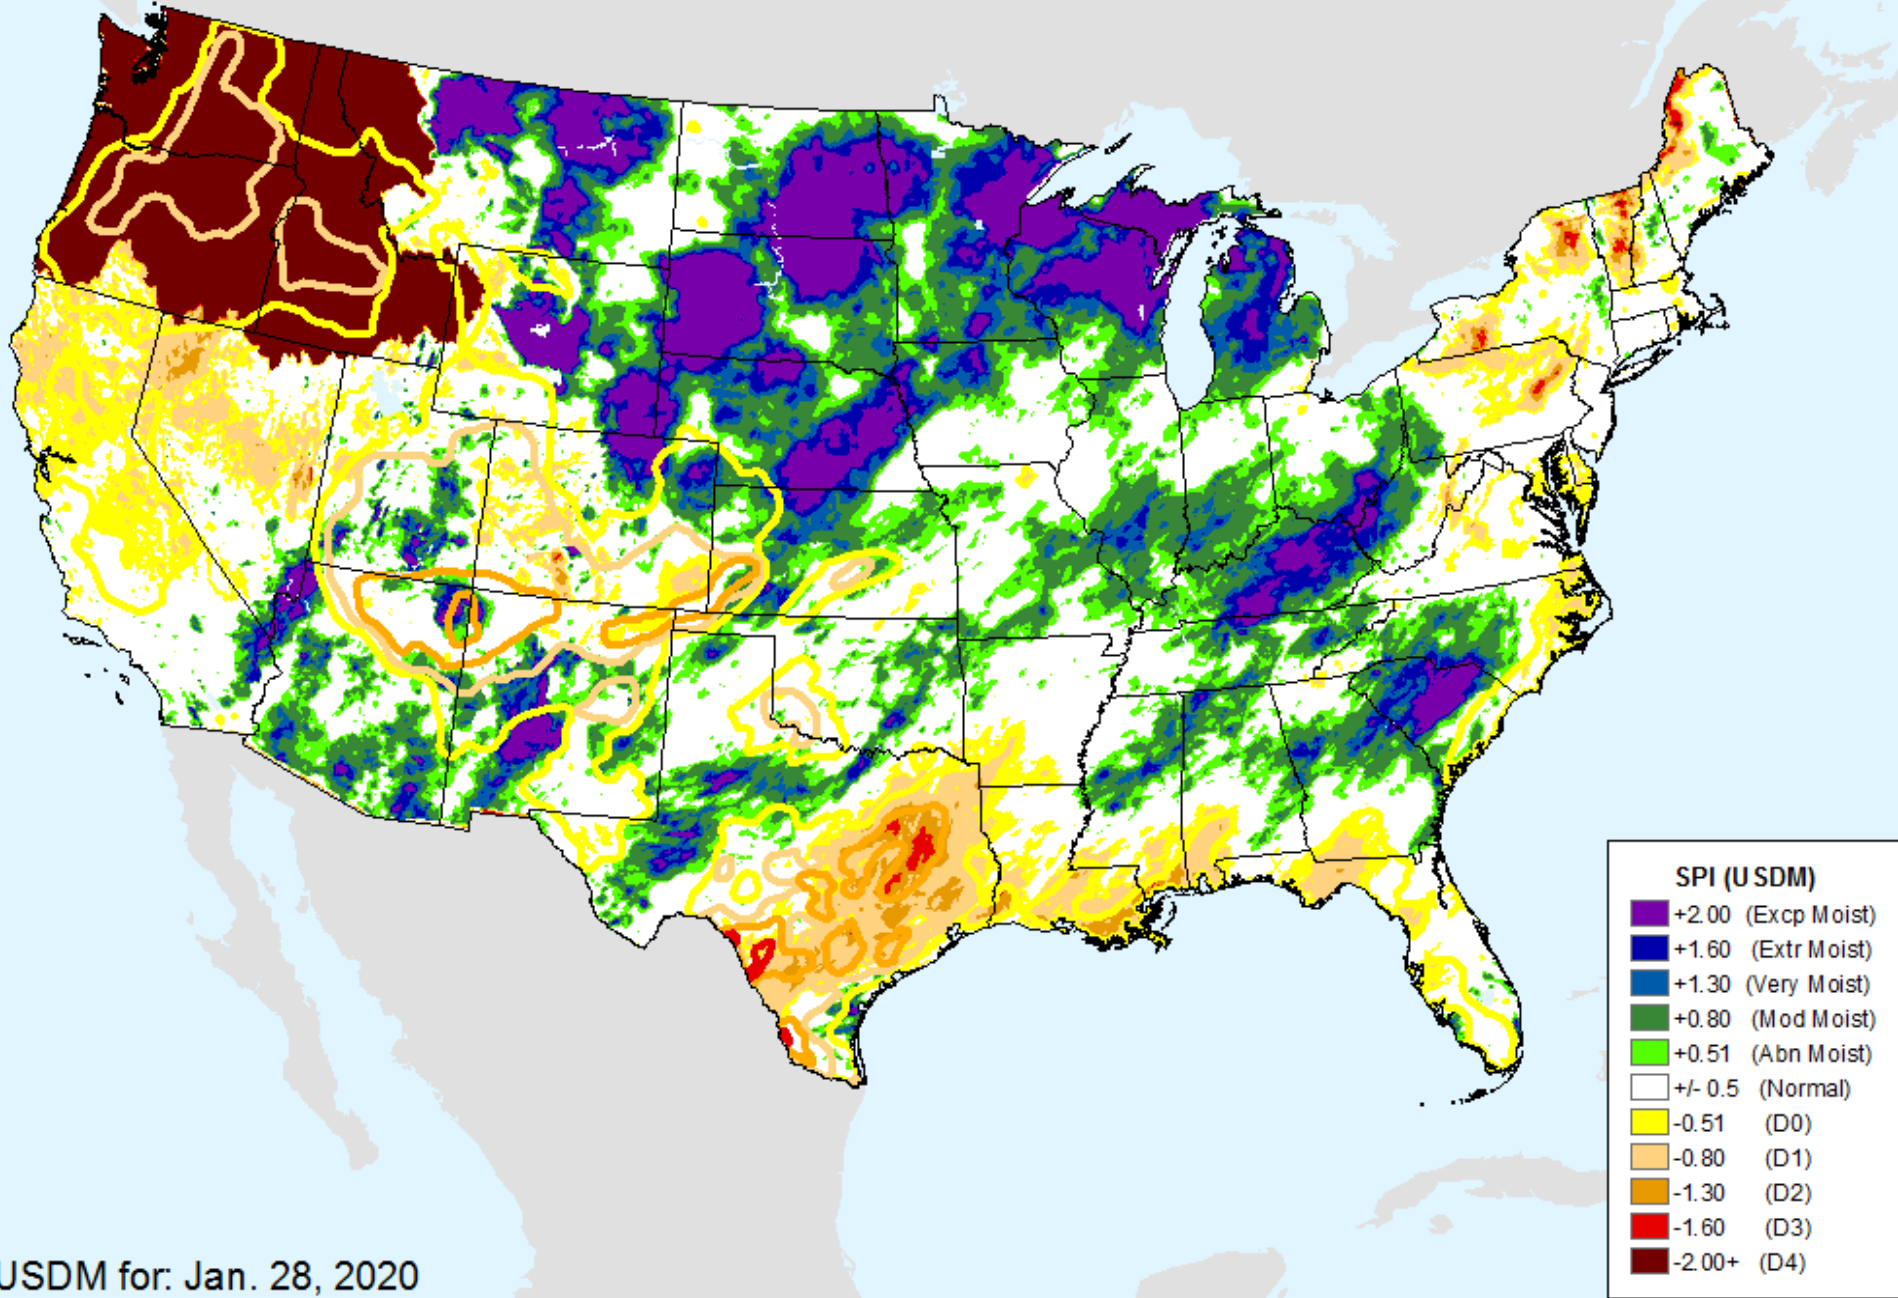 SPI (USDM)
+2.00 (Excp Moist)
+1.60 (Extr Moist)
+1.30 (Very Moist)
+0.80 (Mod Moist)
+0.51 (Abn Moist)
+/- 0.5 (Normal)
-0.51 (D0)
-0.80 (D1)
-1.30 (D2)
-1.60 (D3)
-2.00+ (D4)
USDM for: Jan. 28, 2020